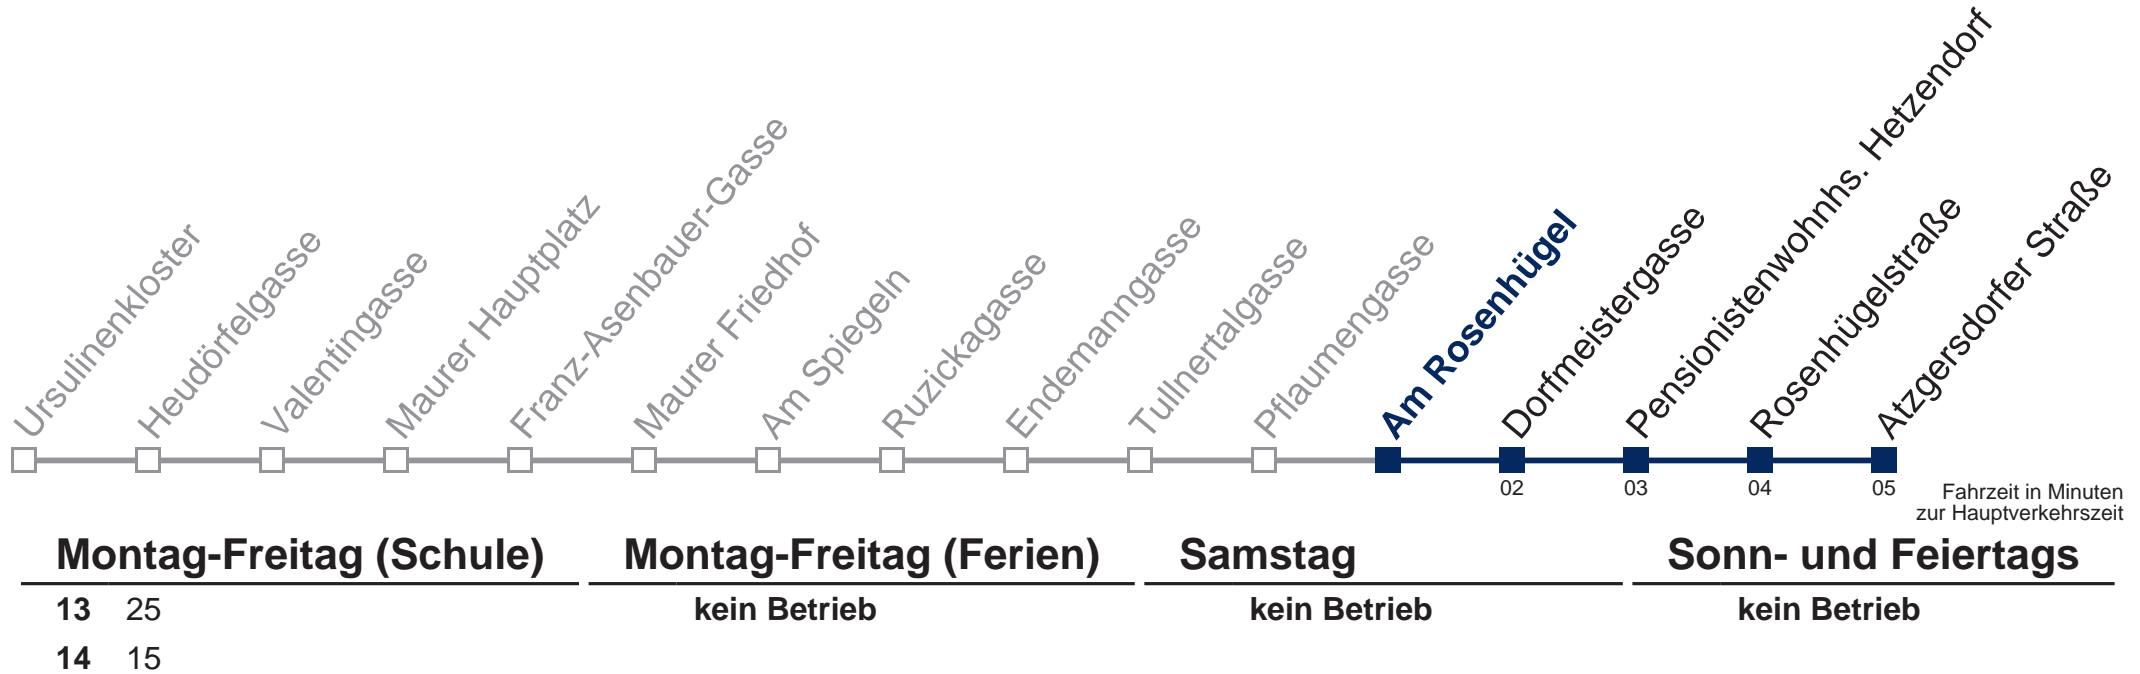 Ursulinenkloster
Heudörfelgasse
Valentingasse
Maurer Hauptplatz
Franz-Asenbauer-Gasse
Maurer Friedhof
Am Spiegeln
Ruzickagasse
Endemanngasse
Tullnertalgasse
Pflaumengasse
Am Rosenhügel
Dorfmeistergasse
Pensionistenwohnhs. Hetzendorf
Rosenhügelstraße
Atzgersdorfer Straße
02 03 04 05
Fahrzeit in Minuten
zur Hauptverkehrszeit
Montag-Freitag (Schule) Montag-Freitag (Ferien) Samstag Sonn- und Feiertags
13 25 kein Betrieb kein Betrieb kein Betrieb
14 15